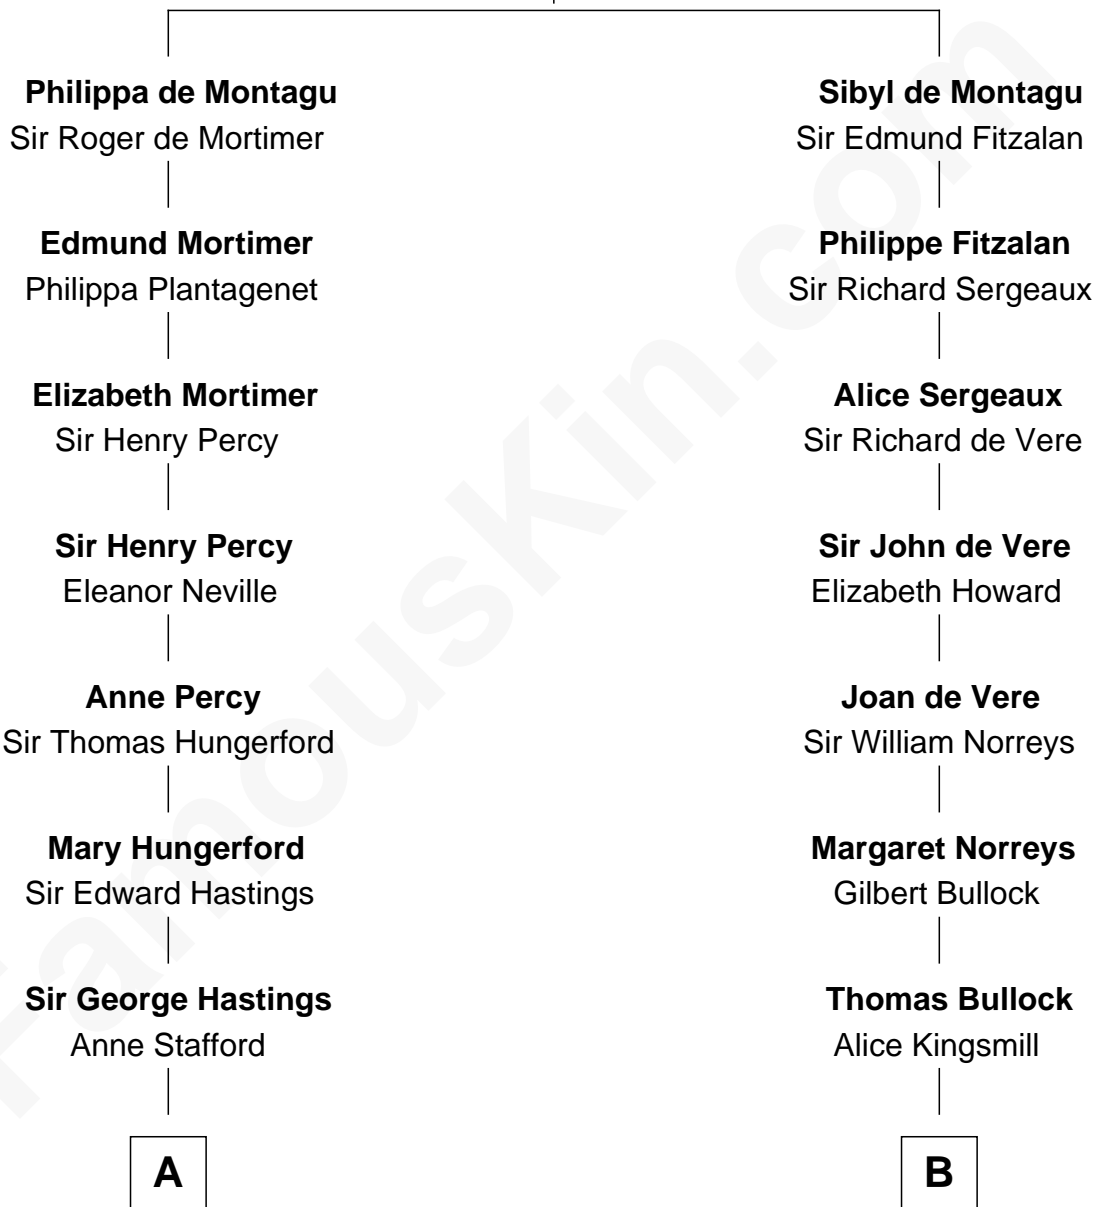 Philippa de Montagu
Sir Roger de Mortimer
Edmund Mortimer
Philippa Plantagenet
Elizabeth Mortimer
Sir Henry Percy
Sir Henry Percy
Eleanor Neville
Anne Percy
Sir Thomas Hungerford
Mary Hungerford
Sir Edward Hastings
Sir George Hastings
Anne Stafford
A
Sibyl de Montagu
Sir Edmund Fitzalan
Philippe Fitzalan
Sir Richard Sergeaux
Alice Sergeaux
Sir Richard de Vere
Sir John de Vere
Elizabeth Howard
Joan de Vere
Sir William Norreys
Margaret Norreys
Gilbert Bullock
Thomas Bullock
Alice Kingsmill
B
FamousKin.com